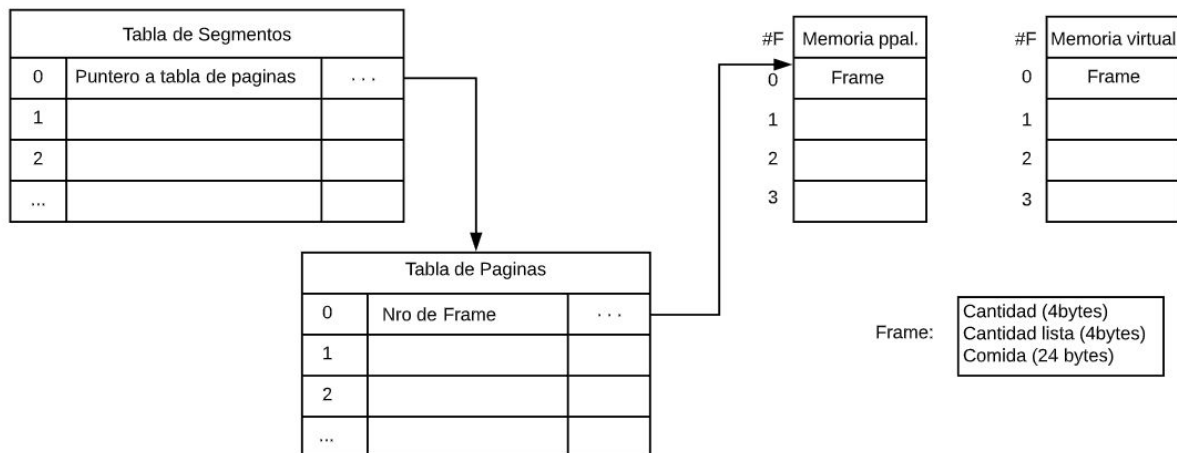 Tabla de Segmentos
0 Puntero a tabla de paginas . . .
1
2
...
Tabla de Paginas
0 Nro de Frame . . .
1
2
...
#F Memoria ppal.
0 Frame
1
2
3
#F Memoria virtual
0 Frame
1
2
3
Frame:
Cantidad (4bytes)
Cantidad lista (4bytes)
Comida (24 bytes)